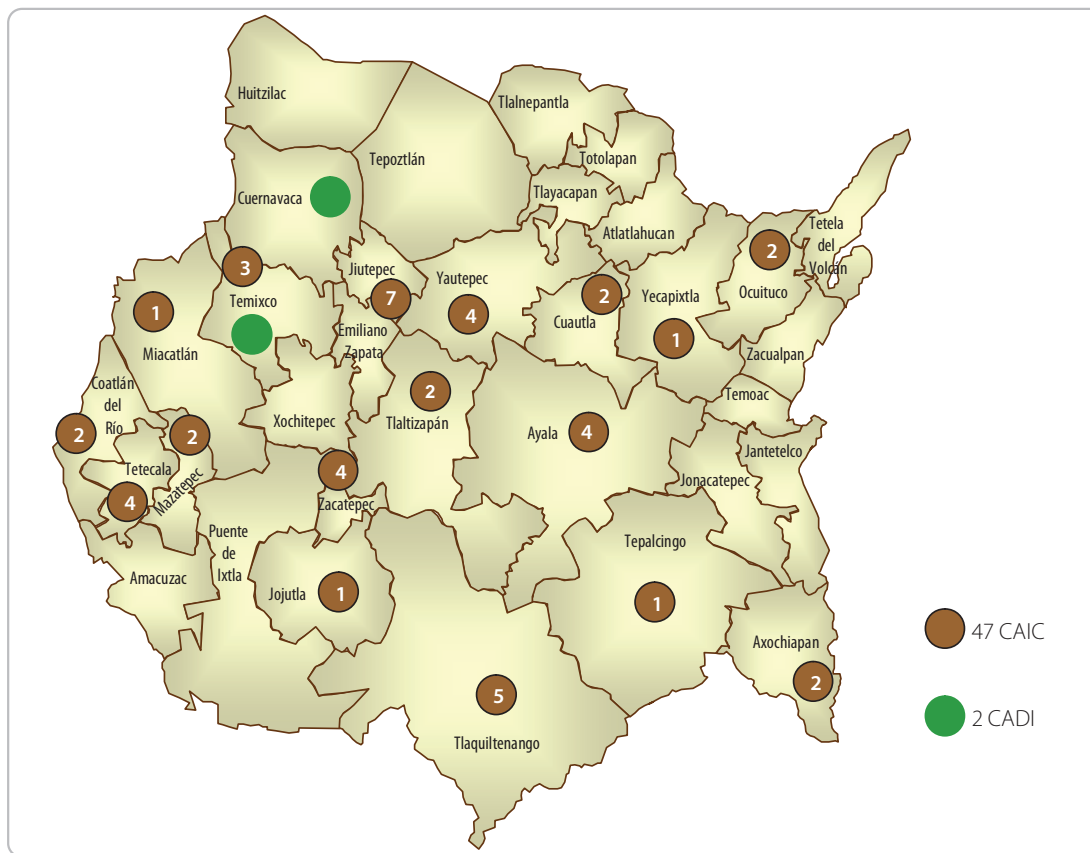 Huitzilac
Tlalnepantla
Tepoztlán
Totolapan
Cuernavaca
Tlayacapan
Atlatlahucan
Tetela
del
Volcán
2
Ocuituco
3
Temixco
Jiutepec
7
Yautepec
4
2
Cuautla
Yecapixtla
1
1
Miacatlán
Emiliano
Zapata
Zacualpan
Coatlán
del
Río
2
2
Xochitepec
2
Tlaltizapán
Ayala
4
Temoac
Jantetelco
Jonacatepec
Tetecala
4
Mazatepec
4
Zacatepec
Puente
de
Ixtla
Amacuzac
Jojutla
1
Tepalcingo
1
Axochiapan
2
5
Tlaquiltenango
47 CAIC
2 CADI